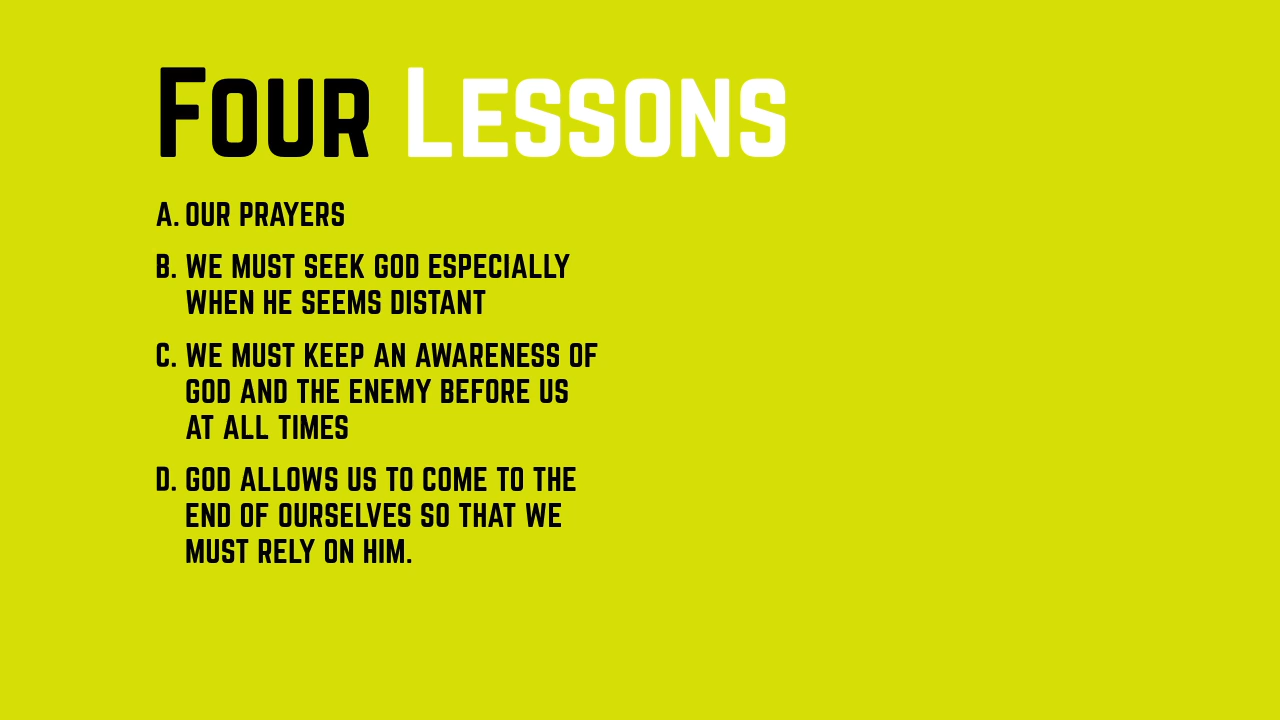 Four Lessons
A. OUR PRAYERS
B. WE MUST SEEK GOD ESPECIALLY
WHEN HE SEEMS DISTANT
C. WE MUST KEEP AN AWARENESS OF
GOD AND THE ENEMY BEFORE US
AT ALL TIMES
D. GOD ALLOWS US TO COME TO THE
END OF OURSELVES SO THAT WE
MUST RELY ON HIM.